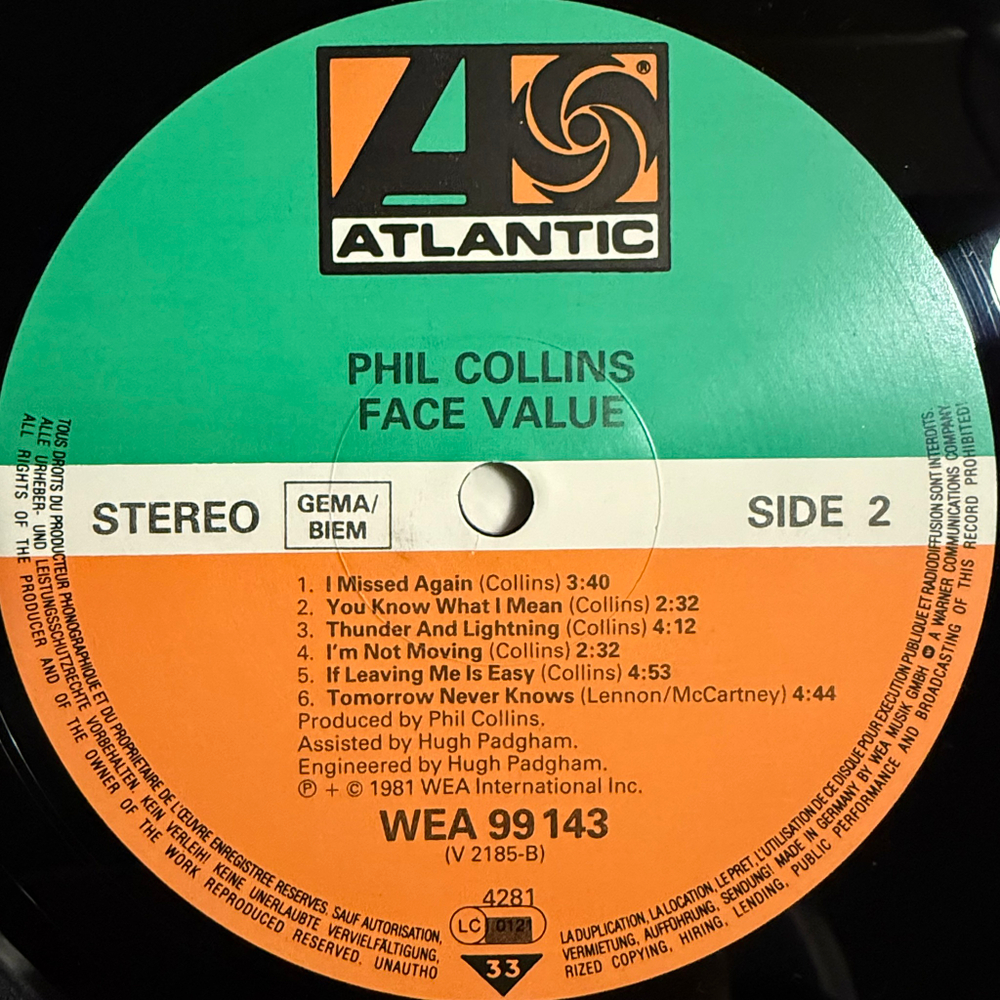 ®
ATLANTIC
PHIL COLLINS
FACE VALUE
STEREO
GEMA/
BIEM
SIDE 2
1. I Missed Again (Collins) 3:40
2. You Know What I Mean (Collins) 2:32
3. Thunder And Lightning (Collins) 4:12
4. I'm Not Moving (Collins) 2:32
5. If Leaving Me Is Easy (Collins) 4:53
6. Tomorrow Never Knows (Lennon/McCartney) 4:44
Produced by Phil Collins.
Assisted by Hugh Padgham.
Engineered by Hugh Padgham.
℗ + © 1981 WEA International Inc.
WEA 99 143
(V 2185-B)
4281
LC 0121
33
TOUS DROITS DU PRODUCTEUR PHONOGRAPHIQUE ET DU PROPRIETAIRE DE L'ŒUVRE ENREGISTREE RESERVES, SAUF AUTORISATION, LA DUPLICATION, LA LOCATION, LE PRET, L'UTILISATION DE CE DISQUE POUR EXECUTION PUBLIQUE ET RADIODIFFUSION SONT INTERDITS.
ALLE URHEBER- UND LEISTUNGSSCHUTZRECHTE VORBEHALTEN. KEIN VERLEIH! KEINE UNERLAUBTE VERVIELFÄLTIGUNG, VERMIETUNG, AUFFÜHRUNG, SENDUNG! MADE IN GERMANY BY WEA MUSIK GMBH A WARNER COMMUNICATIONS COMPANY
ALL RIGHTS OF THE PRODUCER AND OF THE OWNER OF THE WORK REPRODUCED RESERVED. UNAUTHORIZED COPYING, HIRING, LENDING, PUBLIC PERFORMANCE AND BROADCASTING OF THIS RECORD PROHIBITED!